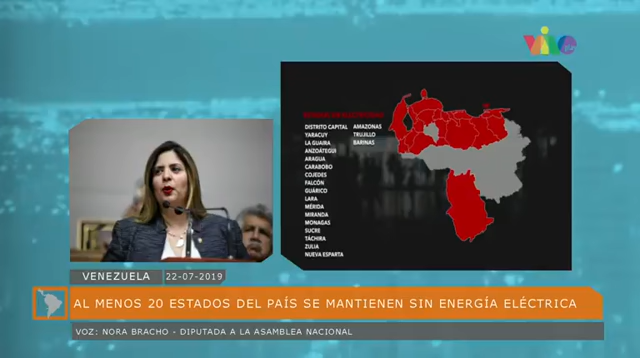 VIVO
DISTRITO CAPITAL
YARACUY
LA GUAIRA
ANZOÁTEGUI
ARAGUA
CARABOBO
COJEDES
FALCÓN
GUÁRICO
LARA
MÉRIDA
MIRANDA
MONAGAS
SUCRE
TÁCHIRA
ZULIA
NUEVA ESPARTA
AMAZONAS
TRUJILLO
BARINAS
VENEZUELA
22-07-2019
AL MENOS 20 ESTADOS DEL PAÍS SE MANTIENEN SIN ENERGÍA ELÉCTRICA
VOZ: NORA BRACHO - DIPUTADA A LA ASAMBLEA NACIONAL